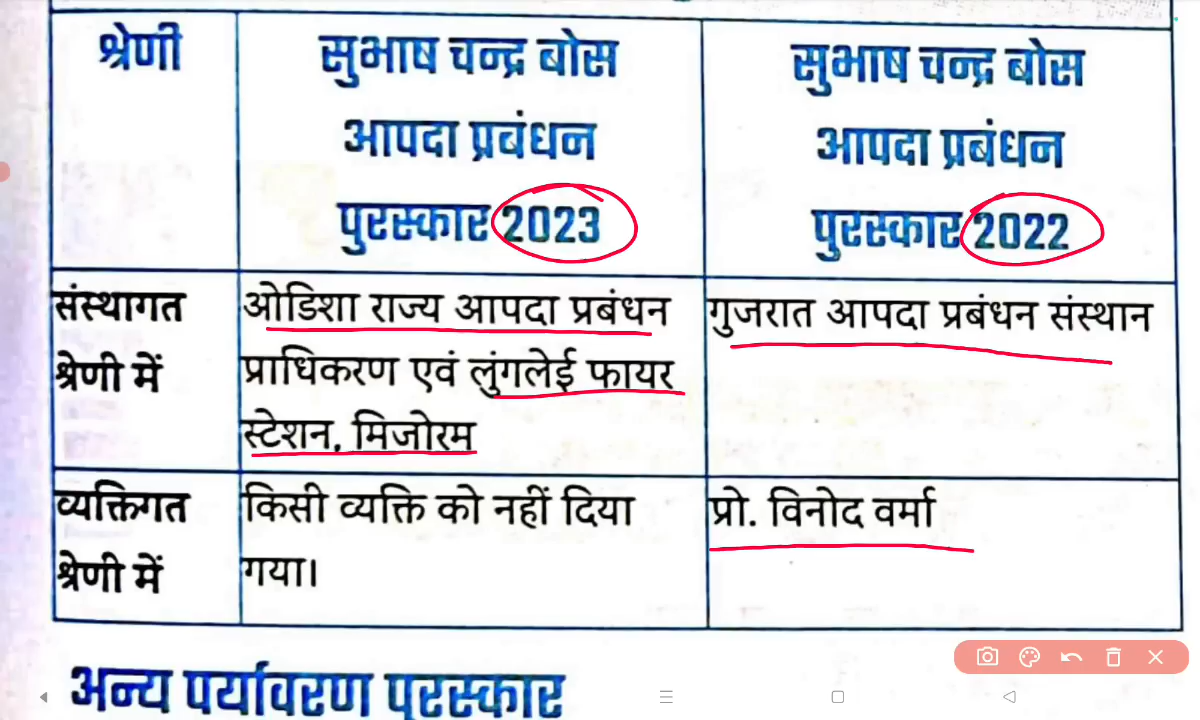 श्रेणी
सुभाष चन्द्र बोस
आपदा प्रबंधन
पुरस्कार 2023
सुभाष चन्द्र बोस
आपदा प्रबंधन
पुरस्कार 2022
संस्थागत
श्रेणी में
ओडिशा राज्य आपदा प्रबंधन
प्राधिकरण एवं लुंगलेई फायर
स्टेशन, मिजोरम
गुजरात आपदा प्रबंधन संस्थान
व्यक्तिगत
श्रेणी में
किसी व्यक्ति को नहीं दिया
गया।
प्रो. विनोद वर्मा
अन्य पर्यावरण पुरस्कार